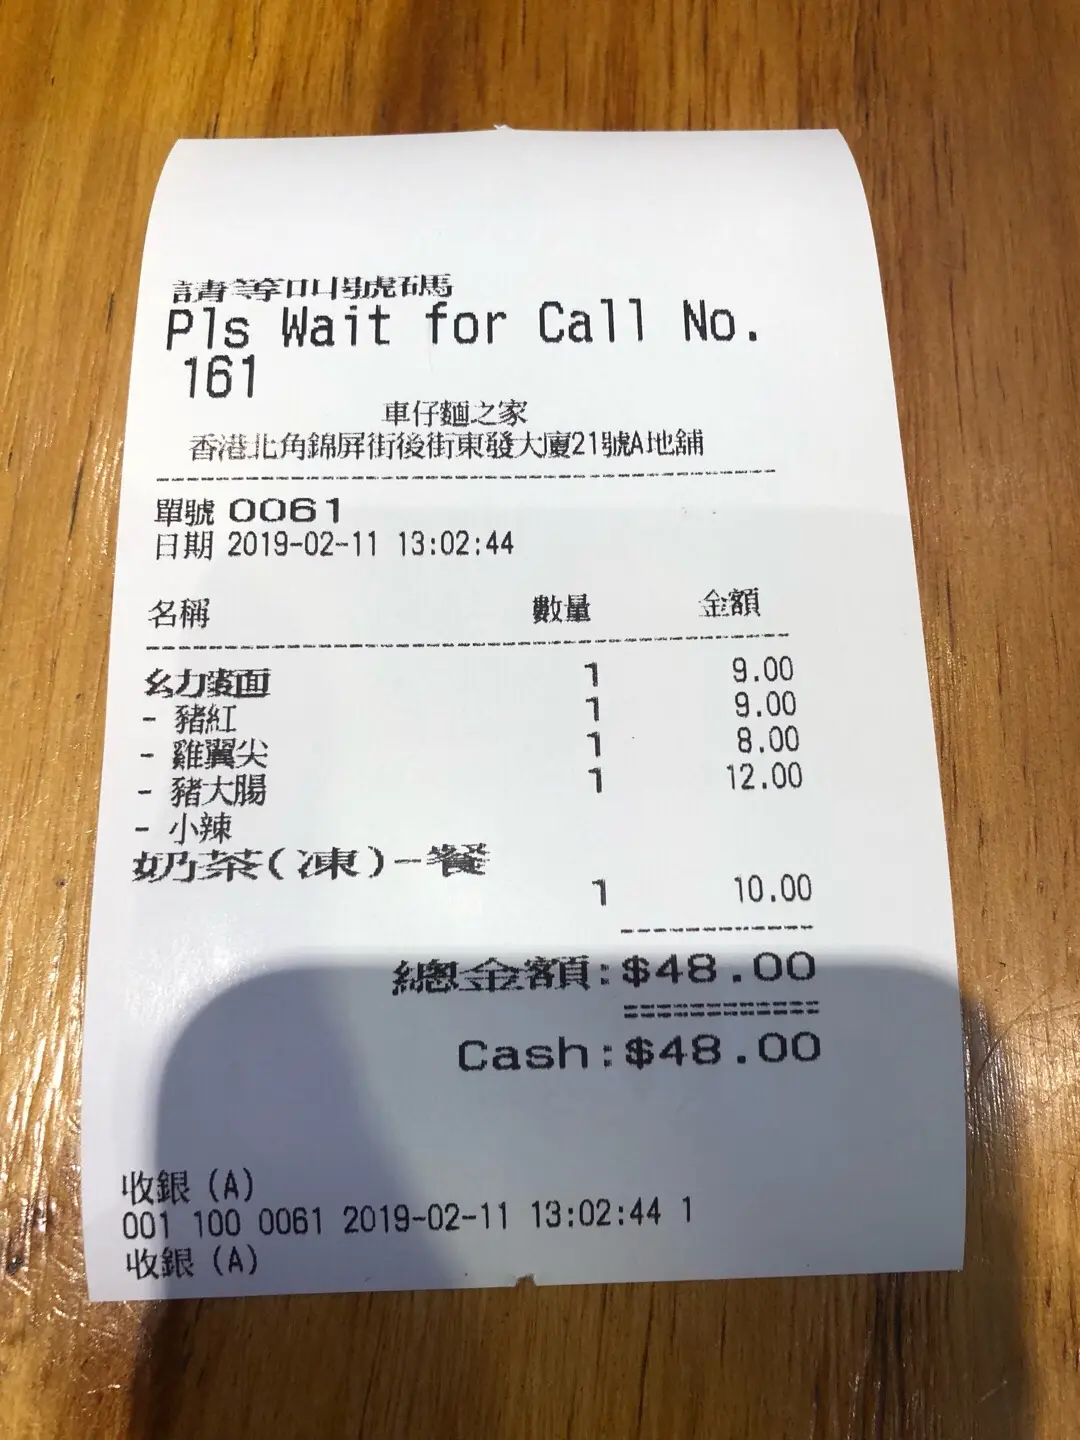 請等叫號碼
Pls Wait for Call No.
161
車仔麵之家
香港北角錦屏街後街東發大廈21號A地舖
單號 0061
日期 2019-02-11 13:02:44
名稱 數量 金額
幺力麥面 1 9.00
- 豬紅 1 9.00
- 雞翼尖 1 8.00
- 豬大腸 1 12.00
- 小辣
奶茶(凍)-餐
1 10.00
總金額:$48.00
Cash:$48.00
收銀 (A)
001 100 0061 2019-02-11 13:02:44 1
收銀 (A)